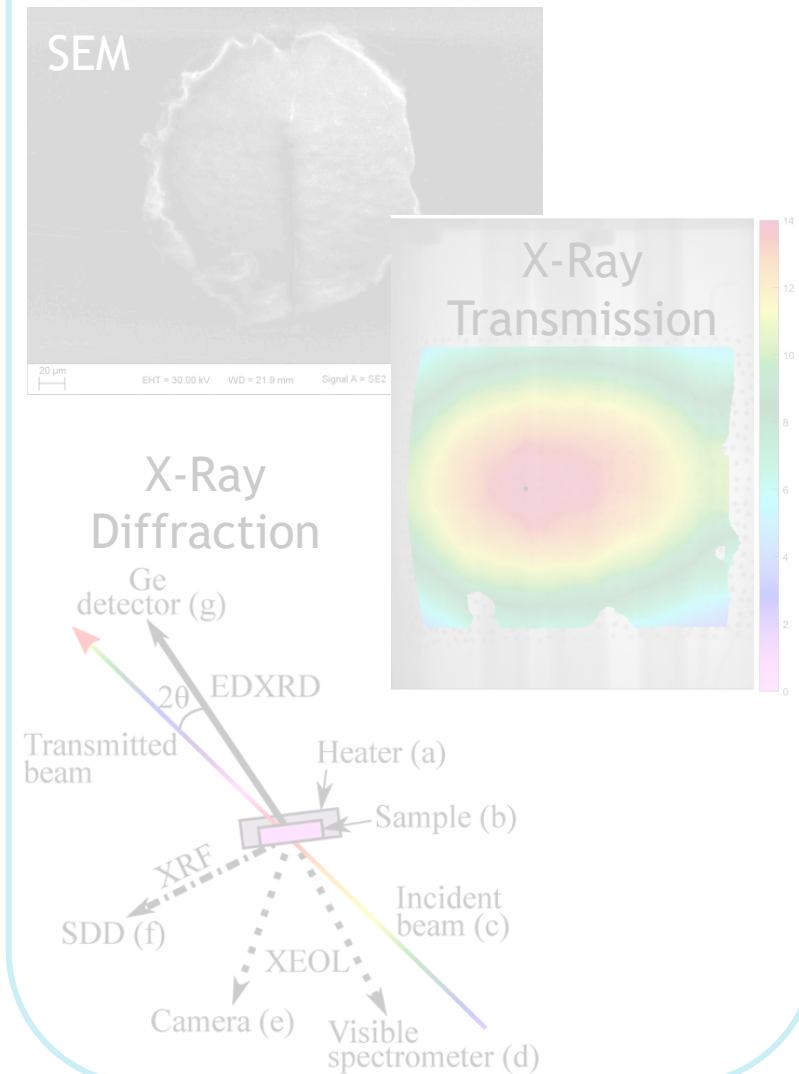 SEM
20 µm
EHT = 30.00 kV WD = 21.9 mm Signal A = SE2
X-Ray
Transmission
14
12
10
8
6
4
2
0
X-Ray
Diffraction
Ge
detector (g)
2θ
EDXRD
Transmitted
beam
Heater (a)
Sample (b)
XRF
SDD (f)
Incident
beam (c)
XEOL
Camera (e)
Visible
spectrometer (d)